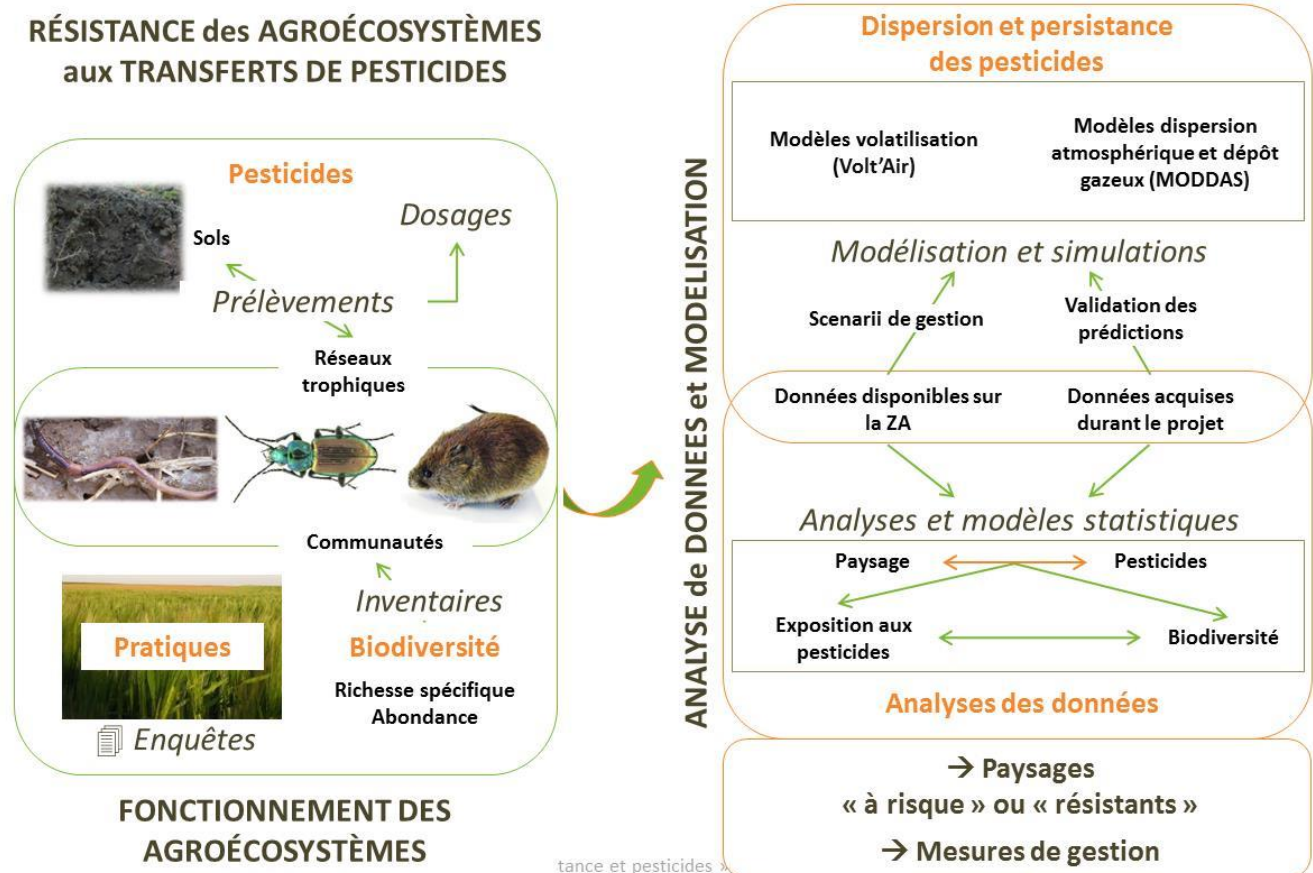 RÉSISTANCE des AGROÉCOSYSTÈMES
aux TRANSFERTS DE PESTICIDES
Pesticides
Dosages
Sols
Prélèvements
Réseaux
trophiques
Communautés
Inventaires
Pratiques
Biodiversité
Richesse spécifique
Abondance
Enquêtes
FONCTIONNEMENT DES
AGROÉCOSYSTÈMES
ANALYSE de DONNEES et MODELISATION
Dispersion et persistance
des pesticides
Modèles volatilisation
(Volt’Air)
Modèles dispersion
atmosphérique et dépôt
gazeux (MODDAS)
Modélisation et simulations
Scenarii de gestion
Validation des
prédictions
Données disponibles sur
la ZA
Données acquises
durant le projet
Analyses et modèles statistiques
Paysage
Pesticides
Exposition aux
pesticides
Biodiversité
Analyses des données
→ Paysages
« à risque » ou « résistants »
→ Mesures de gestion
tance et pesticides »